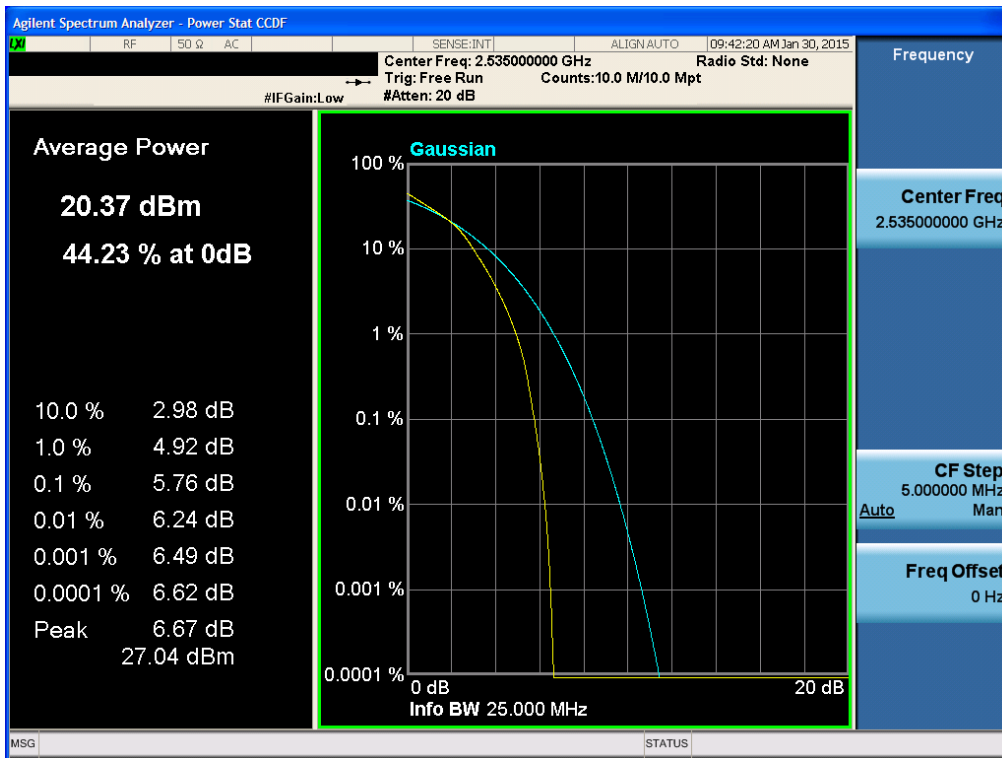 Agilent Spectrum Analyzer - Power Stat CCDF
LXI RF 50 Ω AC SENSE:INT ALIGN AUTO 09:42:20 AM Jan 30, 2015
Center Freq: 2.535000000 GHz Radio Std: None
Trig: Free Run Counts:10.0 M/10.0 Mpt
#IFGain:Low #Atten: 20 dB
Average Power
20.37 dBm
44.23 % at 0dB
10.0 % 2.98 dB
1.0 % 4.92 dB
0.1 % 5.76 dB
0.01 % 6.24 dB
0.001 % 6.49 dB
0.0001 % 6.62 dB
Peak 6.67 dB
27.04 dBm
Gaussian
100 %
10 %
1 %
0.1 %
0.01 %
0.001 %
0.0001 %
0 dB 20 dB
Info BW 25.000 MHz
Frequency
Center Freq
2.535000000 GHz
CF Step
5.000000 MHz
Auto Man
Freq Offset
0 Hz
MSG STATUS